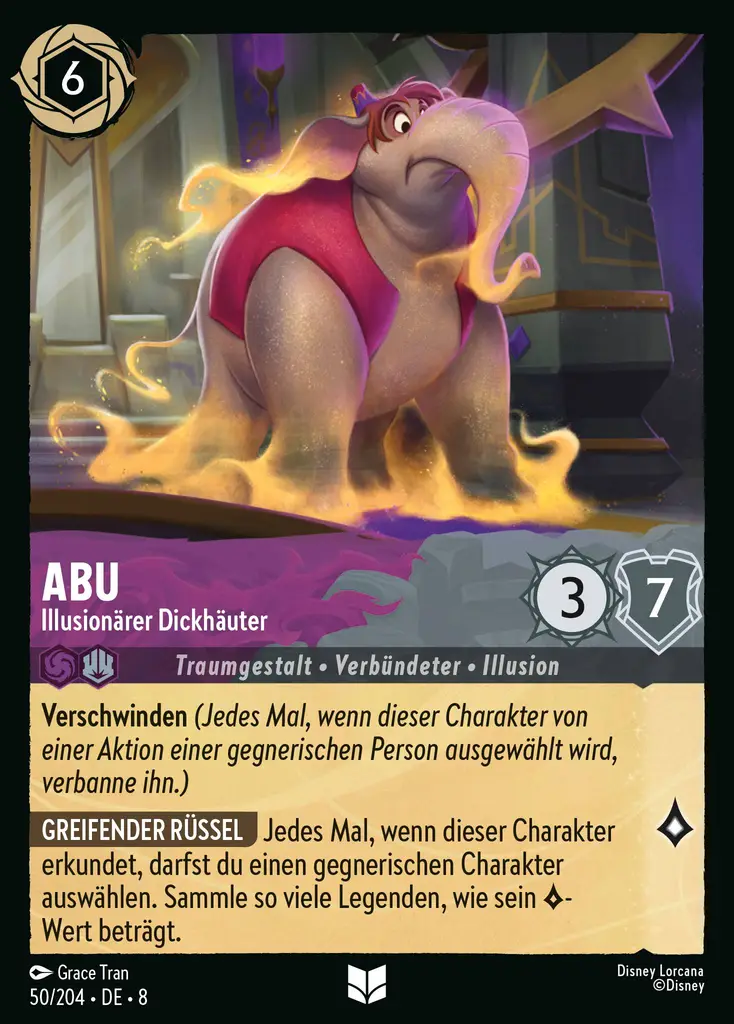 6
ABU
Illusionärer Dickhäuter
3
7
Traumgestalt • Verbündeter • Illusion
Verschwinden (Jedes Mal, wenn dieser Charakter von
einer Aktion einer gegnerischen Person ausgewählt wird,
verbanne ihn.)
GREIFENDER RÜSSEL Jedes Mal, wenn dieser Charakter
erkundet, darfst du einen gegnerischen Charakter
auswählen. Sammle so viele Legenden, wie sein -
Wert beträgt.
Grace Tran
50/204 • DE • 8
Disney Lorcana
©Disney